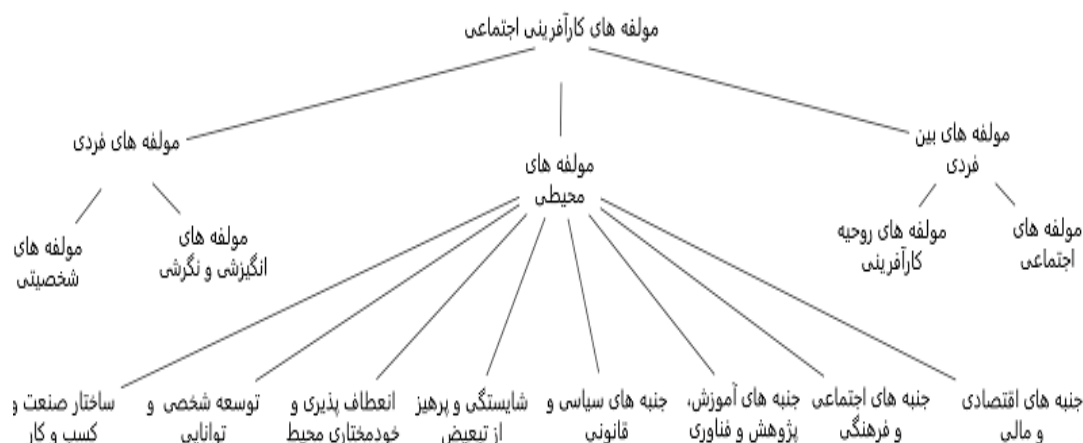 مولفه های کارآفرینی اجتماعی
مولفه های بین
فردی
مولفه های
محیطی
مولفه های فردی
مولفه های
اجتماعی
مولفه های روحیه
کارآفرینی
مولفه های
انگیزشی و نگرشی
مولفه های
شخصیتی
جنبه های اقتصادی
و مالی
جنبه های اجتماعی
و فرهنگی
جنبه های آموزش،
پژوهش و فناوری
جنبه های سیاسی و
قانونی
شایستگی و پرهیز
از تبعیض
انعطاف پذیری و
خودمختاری محیط
توسعه شخصی و
توانایی
ساختار صنعت و
کسب و کار